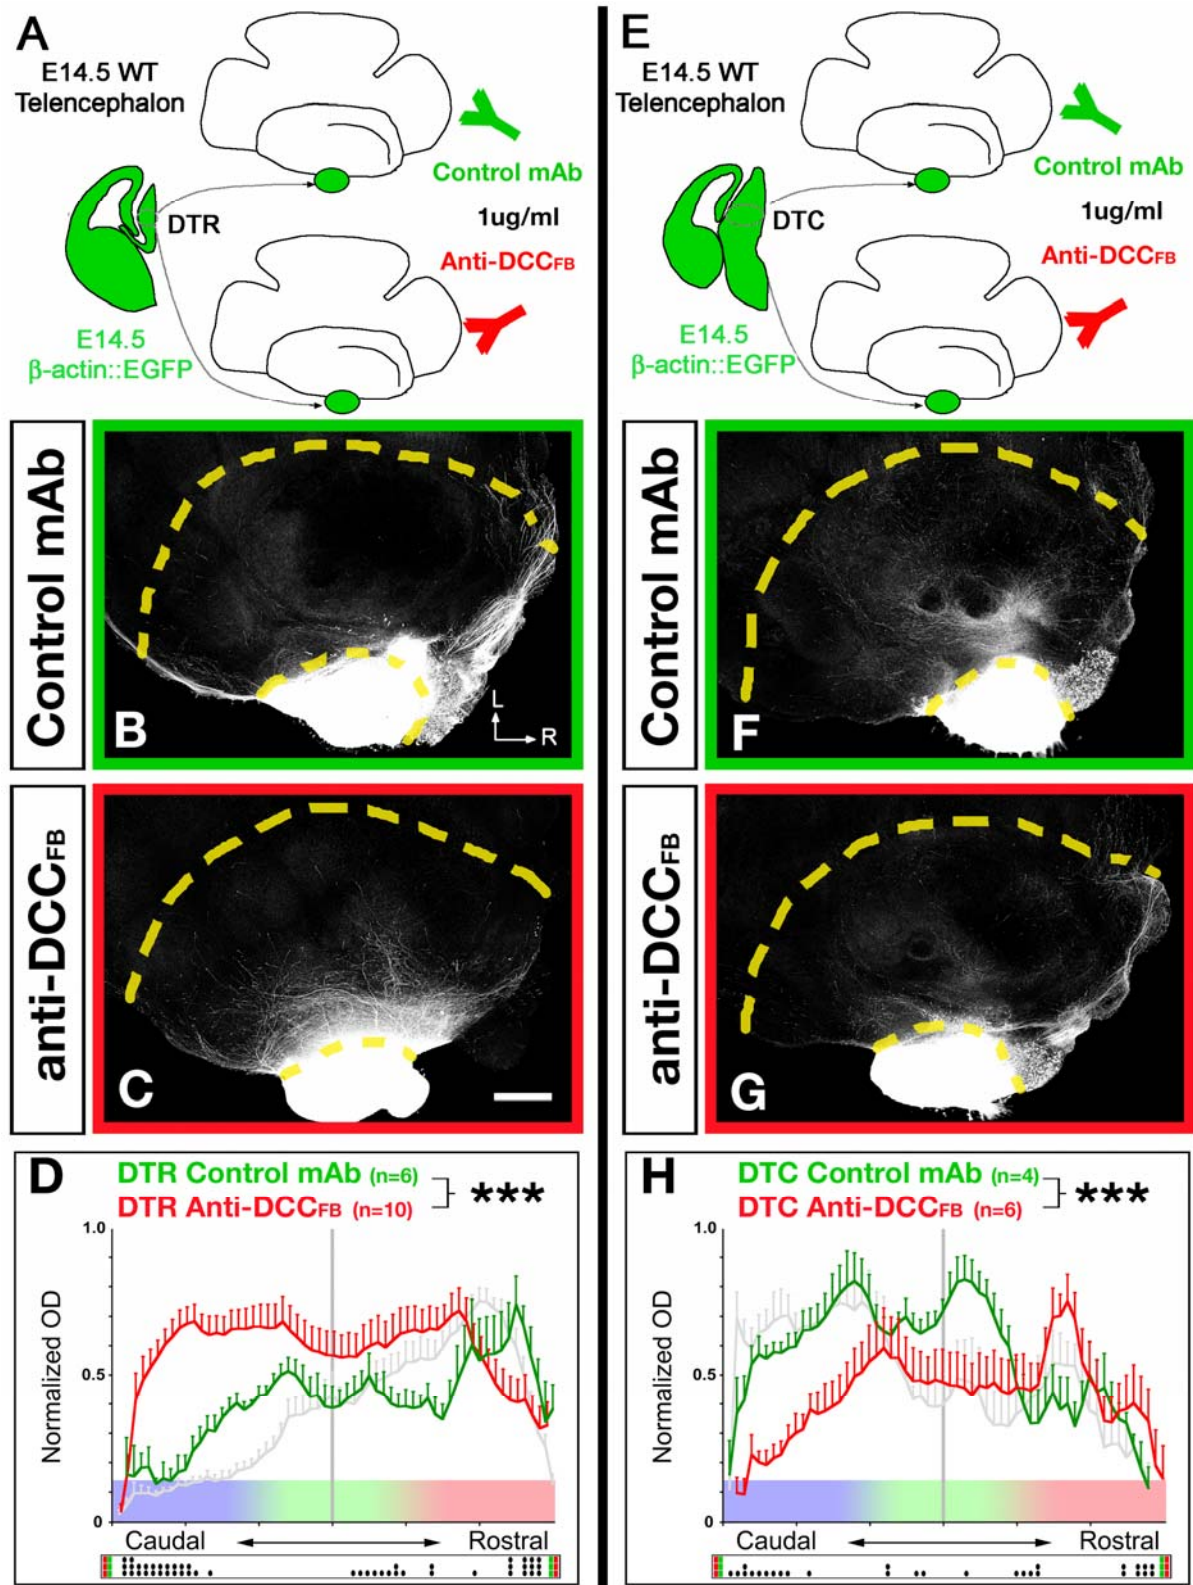 A
E14.5 WT
Telencephalon
Control mAb
DTR
1ug/ml
Anti-DCCFB
E14.5
β-actin::EGFP
Control mAb
B
L
R
anti-DCCFB
C
D
DTR Control mAb (n=6)
DTR Anti-DCCFB (n=10)
***
1.0
0.5
0
Normalized OD
Caudal
Rostral
E
E14.5 WT
Telencephalon
Control mAb
DTC
1ug/ml
Anti-DCCFB
E14.5
β-actin::EGFP
Control mAb
F
anti-DCCFB
G
H
DTC Control mAb (n=4)
DTC Anti-DCCFB (n=6)
***
1.0
0.5
0
Normalized OD
Caudal
Rostral